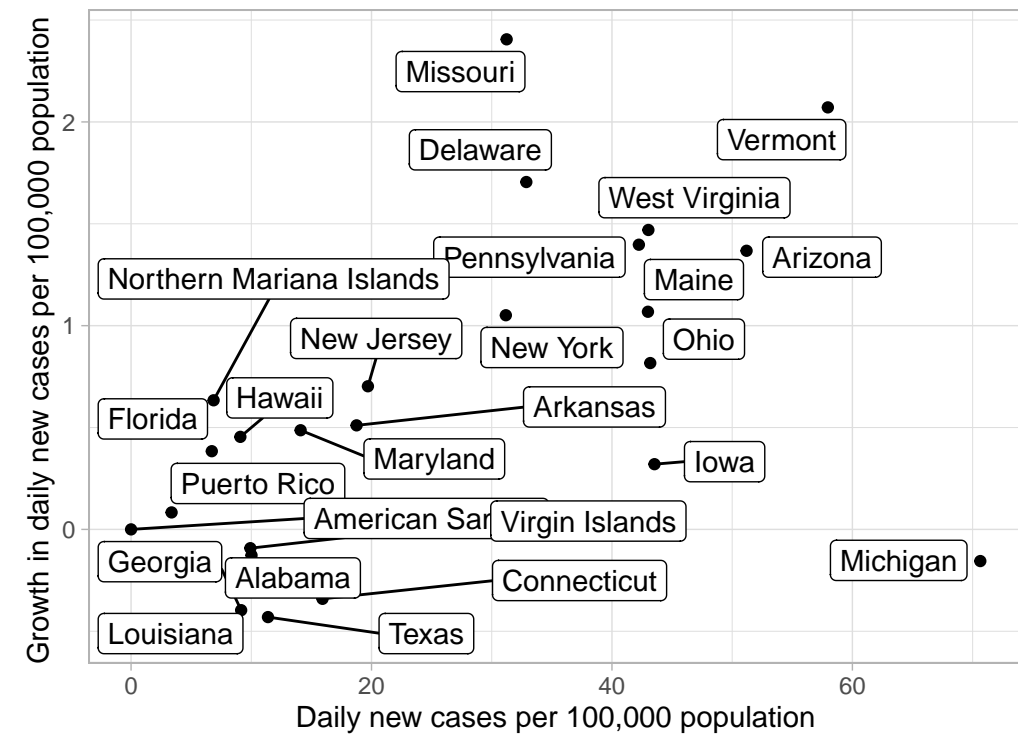 Growth in daily new cases per 100,000 population
Missouri
2
Vermont
Delaware
West Virginia
Pennsylvania
Arizona
Northern Mariana Islands
Maine
1
New Jersey
New York
Ohio
Hawaii
Arkansas
Florida
Maryland
Iowa
Puerto Rico
American
Virgin Islands
0
Georgia
Michigan
Alabama
Connecticut
Louisiana
Texas
0
20
40
60
Daily new cases per 100,000 population